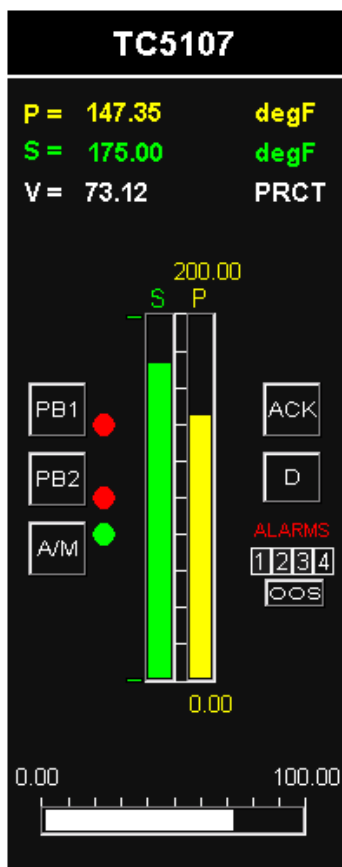 TC5107
P = 147.35 degF
S = 175.00 degF
V = 73.12 PRCT
200.00
S P
PB1 ACK
PB2 D
A/M
ALARMS
1 2 3 4
OOS
0.00
0.00 100.00